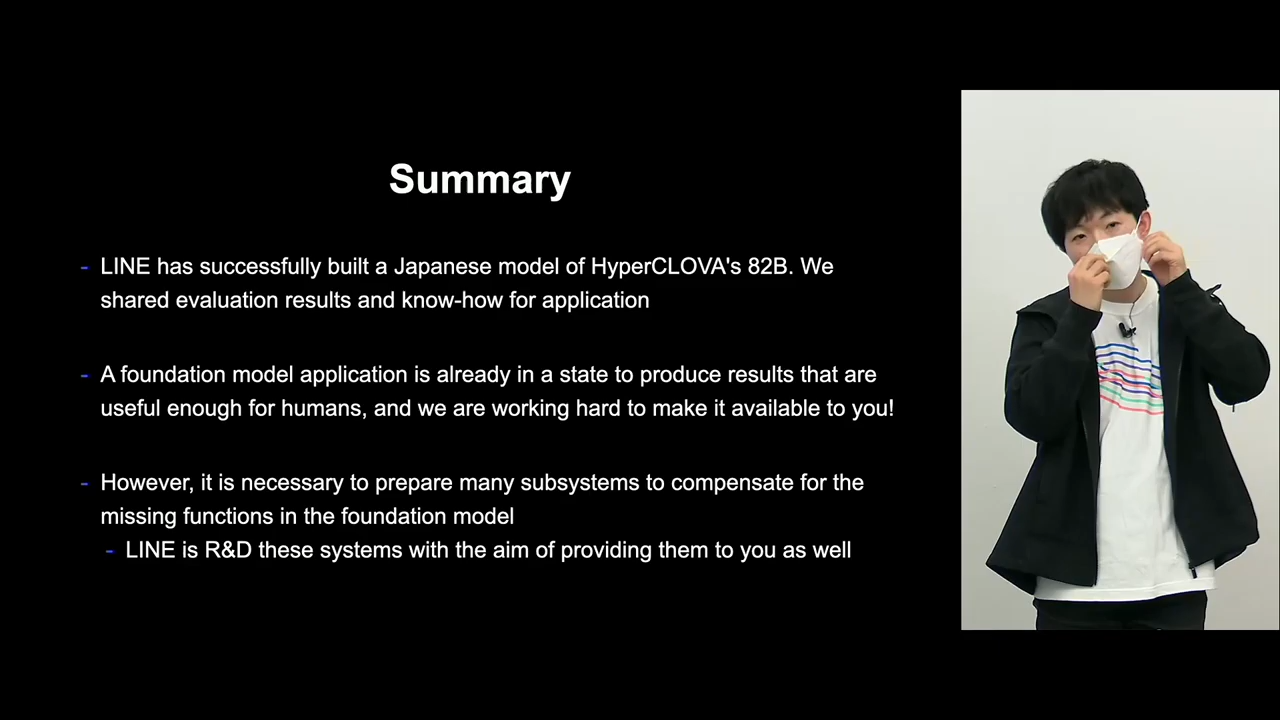 Summary
- LINE has successfully built a Japanese model of HyperCLOVA's 82B. We
shared evaluation results and know-how for application
- A foundation model application is already in a state to produce results that are
useful enough for humans, and we are working hard to make it available to you!
- However, it is necessary to prepare many subsystems to compensate for the
missing functions in the foundation model
- LINE is R&D these systems with the aim of providing them to you as well